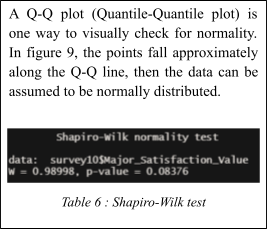 A Q-Q plot (Quantile-Quantile plot) is
one way to visually check for normality.
In figure 9, the points fall approximately
along the Q-Q line, then the data can be
assumed to be normally distributed.
Shapiro-Wilk normality test
data:  survey10$Major_Satisfaction_Value
W = 0.98998, p-value = 0.08376
Table 6 : Shapiro-Wilk test